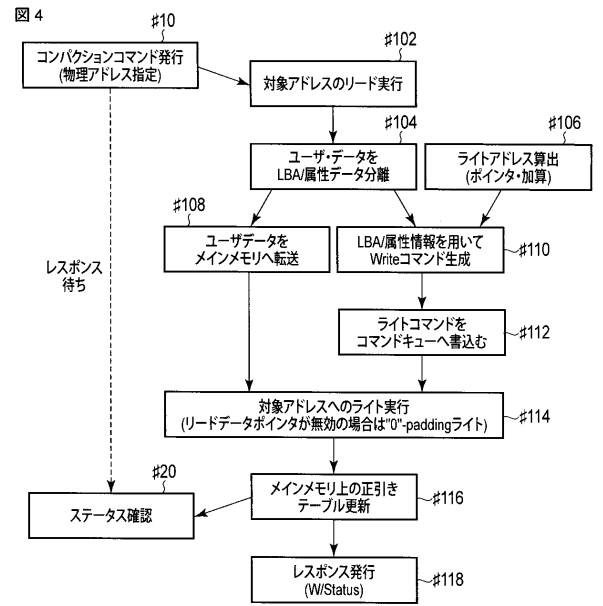 図 4
♯10
コンパクションコマンド発行
(物理アドレス指定)
♯102
対象アドレスのリード実行
♯104
ユーザ・データを
LBA/属性データ分離
♯106
ライトアドレス算出
(ポインタ・加算)
♯108
ユーザデータを
メインメモリへ転送
LBA/属性情報を用いて
Writeコマンド生成
♯110
レスポンス
待ち
ライトコマンドを
コマンドキューへ書込む
♯112
対象アドレスへのライト実行
(リードデータポインタが無効の場合は"0"-paddingライト)
♯114
♯20
ステータス確認
メインメモリ上の正引き
テーブル更新
♯116
レスポンス発行
(W/Status)
♯118